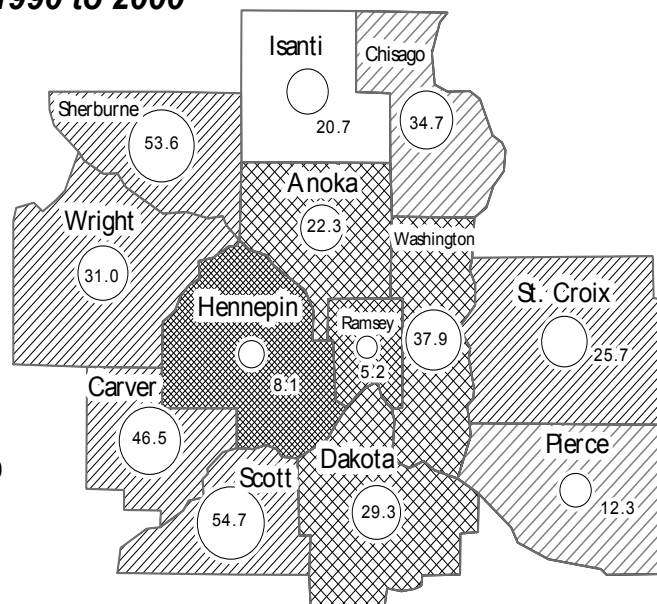 1990 to 2000
Isanti
20.7
Chisago
34.7
Sherburne
53.6
Anoka
22.3
Wright
31.0
Washington
37.9
Hennepin
8.1
Ramsey
5.2
St. Croix
25.7
Carver
46.5
Scott
54.7
Dakota
29.3
Pierce
12.3